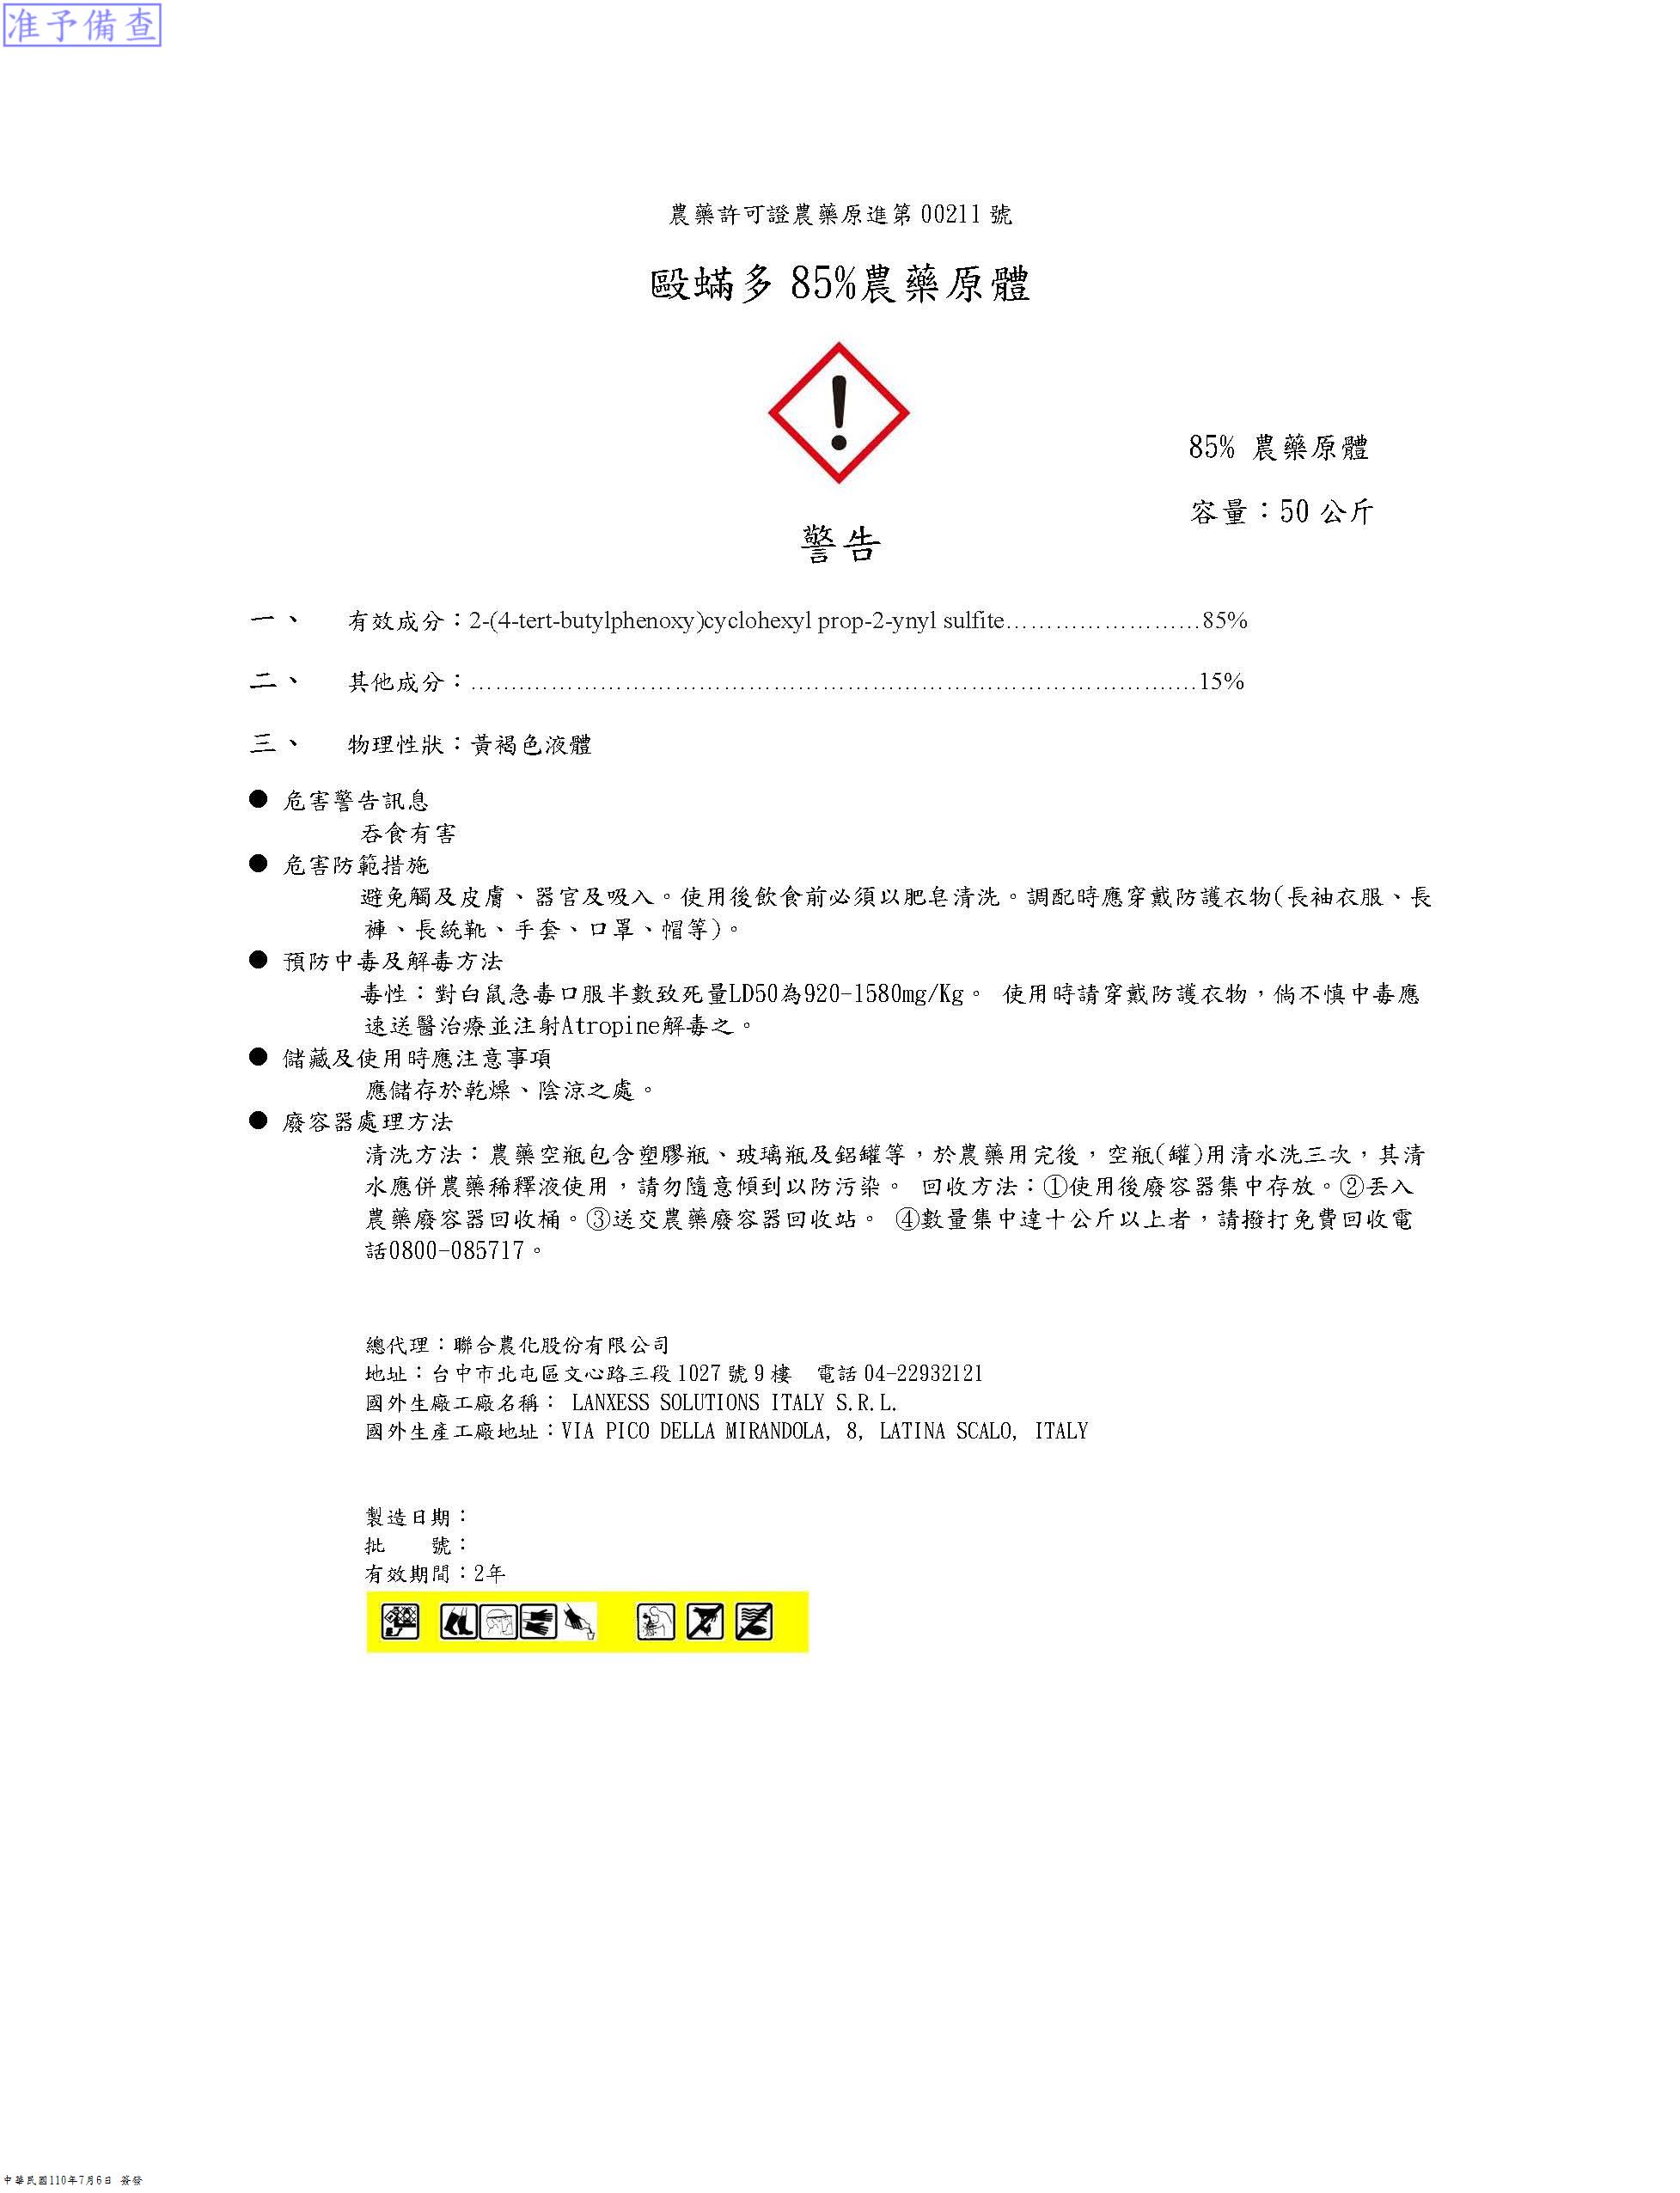 准予備查
農藥許可證農藥原進第 00211 號
毆蟎多 85%農藥原體
85% 農藥原體
容量：50 公斤
警告
一、 有效成分：2-(4-tert-butylphenoxy)cyclohexyl prop-2-ynyl sulfite……………………85%
二、 其他成分：……………………………………………………………………………15%
三、 物理性狀：黃褐色液體
● 危害警告訊息
吞食有害
● 危害防範措施
避免觸及皮膚、器官及吸入。使用後飲食前必須以肥皂清洗。調配時應穿戴防護衣物(長袖衣服、長
褲、長統靴、手套、口罩、帽等)。
● 預防中毒及解毒方法
毒性：對白鼠急毒口服半數致死量LD50為920-1580mg/Kg。 使用時請穿戴防護衣物，倘不慎中毒應
速送醫治療並注射Atropine解毒之。
● 儲藏及使用時應注意事項
應儲存於乾燥、陰涼之處。
● 廢容器處理方法
清洗方法：農藥空瓶包含塑膠瓶、玻璃瓶及鋁罐等，於農藥用完後，空瓶(罐)用清水洗三次，其清
水應併農藥稀釋液使用，請勿隨意傾到以防污染。 回收方法：①使用後廢容器集中存放。②丟入
農藥廢容器回收桶。③送交農藥廢容器回收站。 ④數量集中達十公斤以上者，請撥打免費回收電
話0800-085717。
總代理：聯合農化股份有限公司
地址：台中市北屯區文心路三段 1027 號 9 樓 電話 04-22932121
國外生廠工廠名稱： LANXESS SOLUTIONS ITALY S.R.L.
國外生產工廠地址：VIA PICO DELLA MIRANDOLA, 8, LATINA SCALO, ITALY
製造日期：
批 號：
有效期間：2年
中華民國110年7月6日 簽發